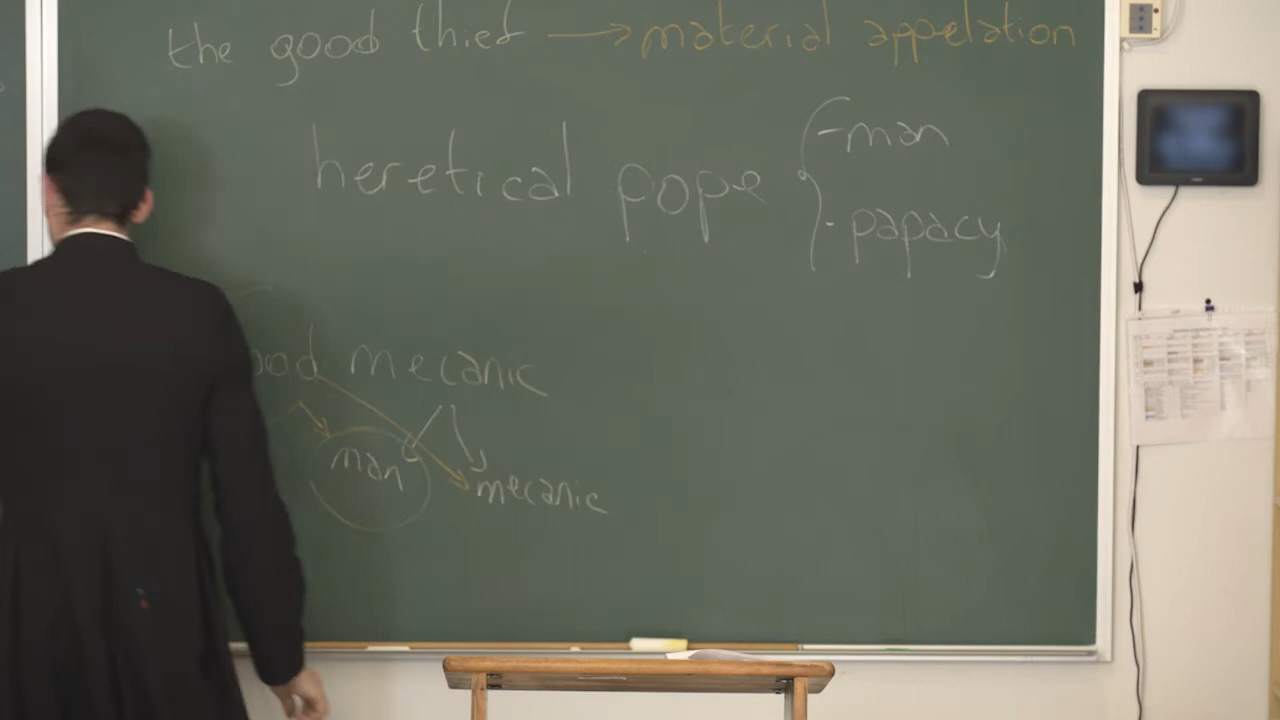 the good thief → material appelation
heretical pope { -man
-papacy
ood mecanic
man
mecanic